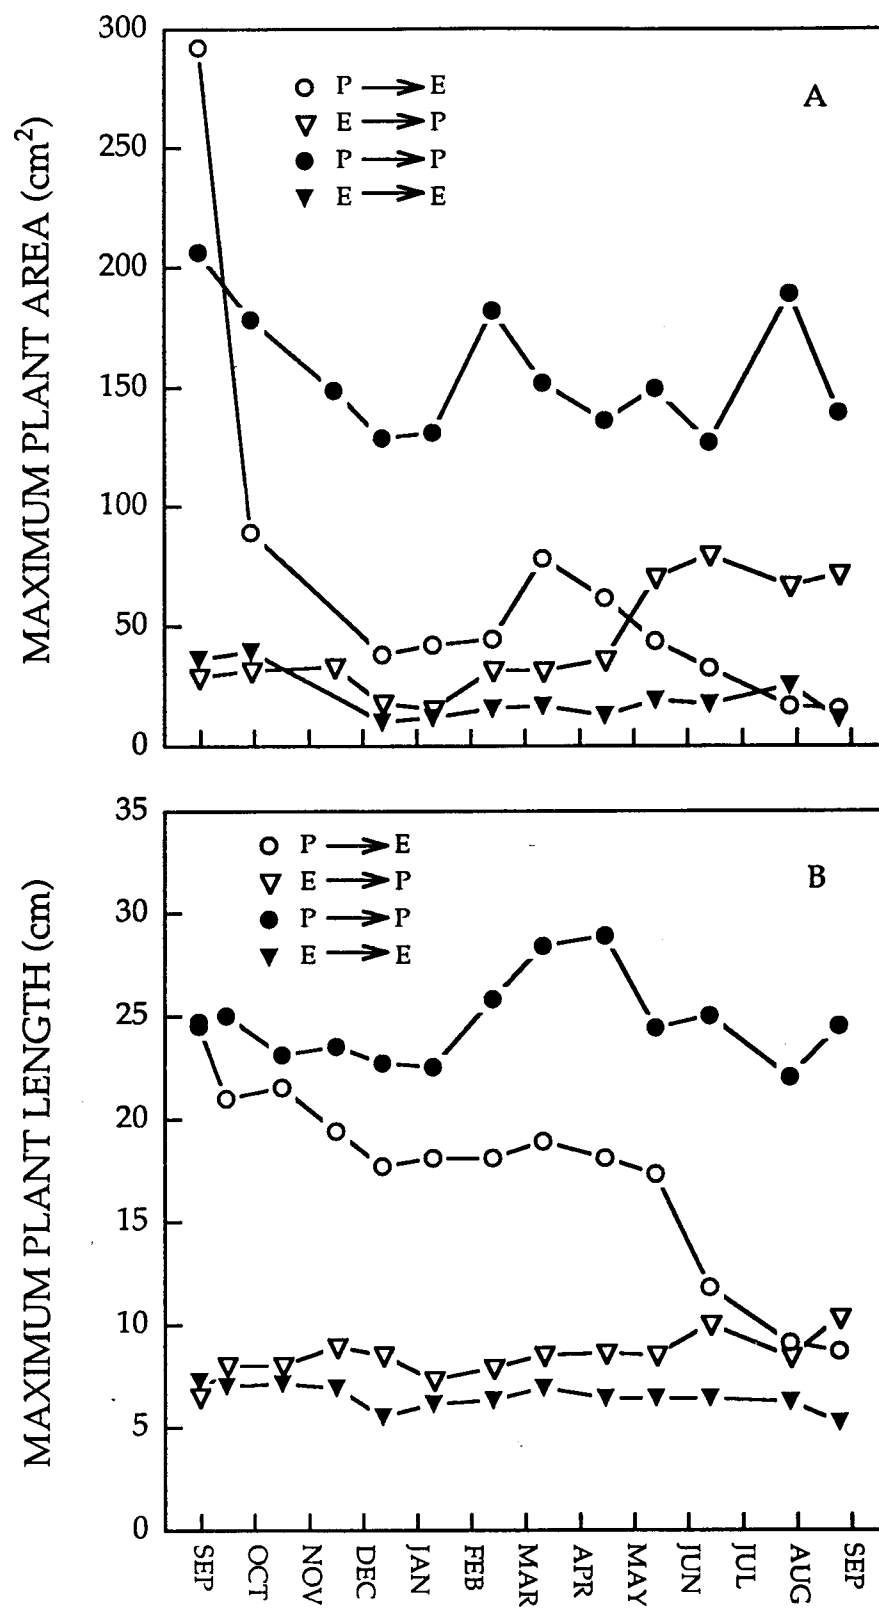 300
250
200
150
100
50
0
MAXIMUM PLANT AREA (cm²)
P → E
E → P
P → P
E → E
A
35
30
25
20
15
10
5
0
MAXIMUM PLANT LENGTH (cm)
P → E
E → P
P → P
E → E
B
SEP OCT NOV DEC JAN FEB MAR APR MAY JUN JUL AUG SEP